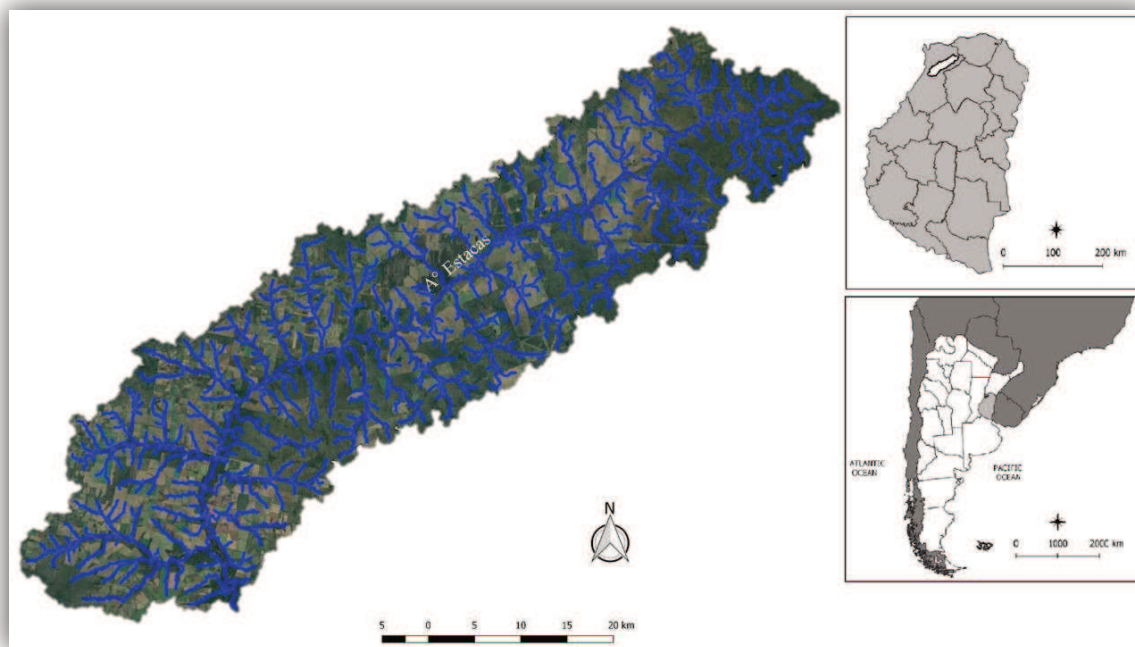 A° Estacas
N
5 0 5 10 15 20 km
0 100 200 km
ATLANTIC
OCEAN
PACIFIC
OCEAN
0 1000 2000 km